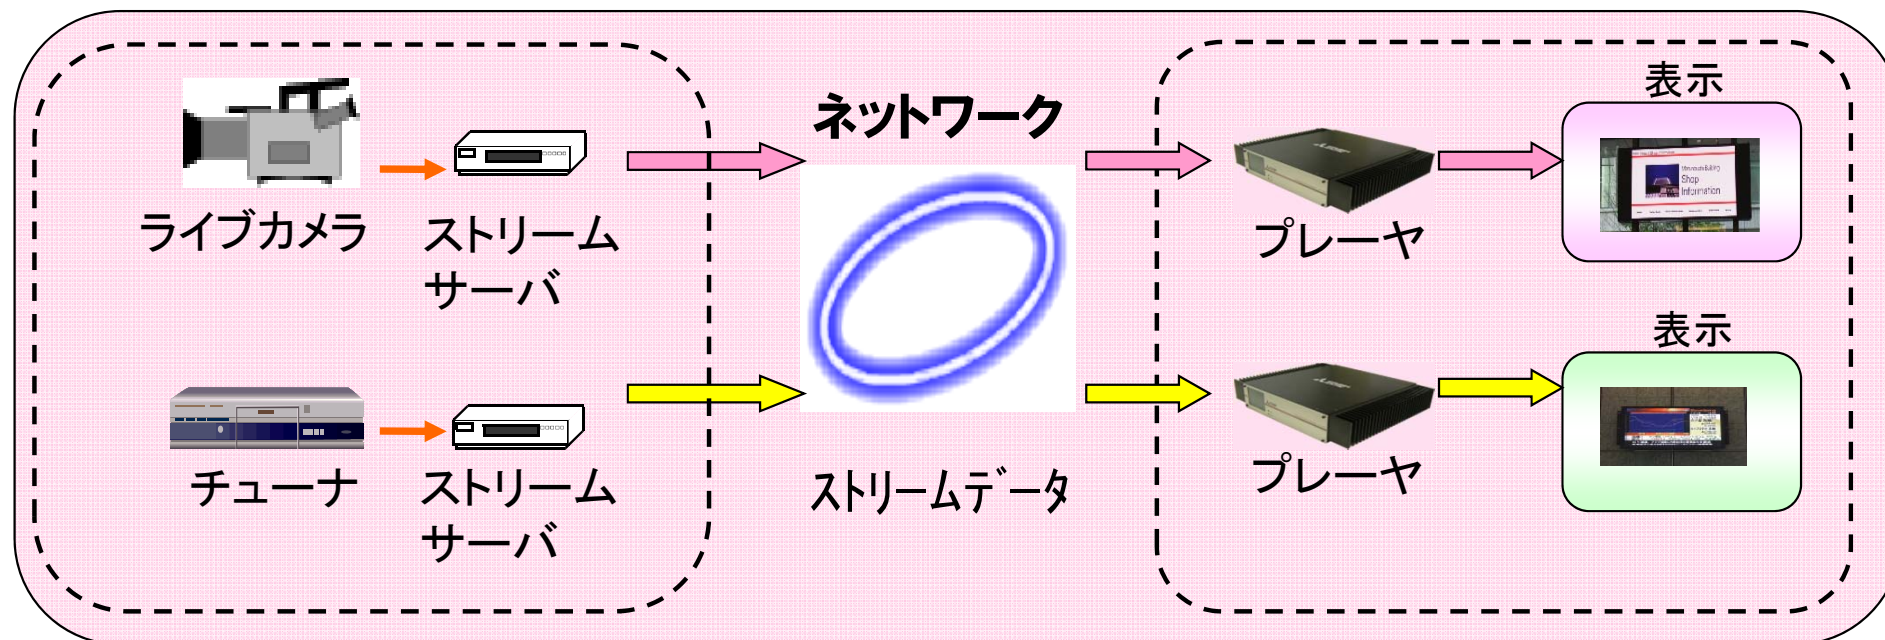 表示
ネットワーク
ライブカメラ
ストリーム
サーバ
プレーヤ
Shop
Information
表示
チューナ
ストリーム
サーバ
ストリームデータ
プレーヤ